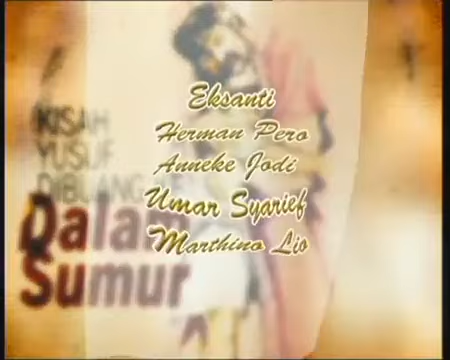 Eksanti
Herman Pero
Anneke Jodi
Umar Syarief
Marthino Lio
KISAH
YUSUF
DIBUANG
Dalam
Sumur